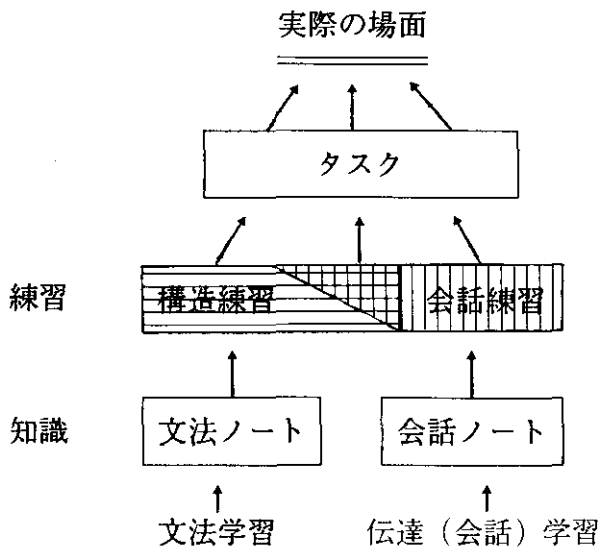 実際の場面
タスク
練習
構造練習
会話練習
知識
文法ノート
会話ノート
文法学習
伝達（会話）学習